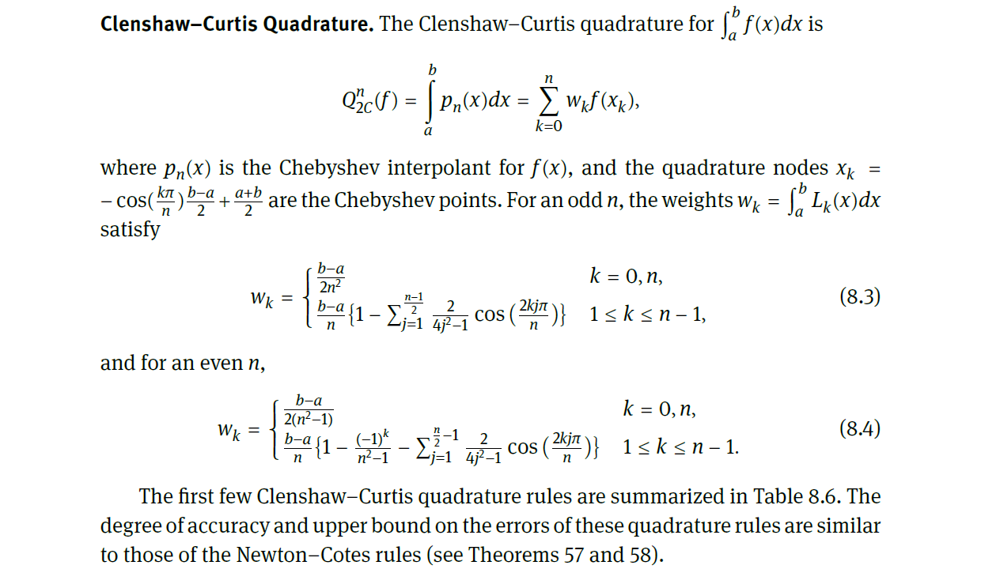 Clenshaw–Curtis Quadrature. The Clenshaw–Curtis quadrature for $\int_a^b f(x)dx$ is
$$Q_{2C}^n(f) = \int\limits_a^b p_n(x)dx = \sum_{k=0}^n w_k f(x_k),$$
where $p_n(x)$ is the Chebyshev interpolant for $f(x)$, and the quadrature nodes $x_k =$
$-\cos(\frac{k\pi}{n})\frac{b-a}{2} + \frac{a+b}{2}$ are the Chebyshev points. For an odd $n$, the weights $w_k = \int_a^b L_k(x)dx$
satisfy
$$w_k = \begin{cases} \frac{b-a}{2n^2} & k = 0, n, \\ \frac{b-a}{n}\{1 - \sum_{j=1}^{\frac{n-1}{2}} \frac{2}{4j^2-1} \cos(\frac{2kj\pi}{n})\} & 1 \le k \le n-1, \end{cases} \quad (8.3)$$
and for an even $n$,
$$w_k = \begin{cases} \frac{b-a}{2(n^2-1)} & k = 0, n, \\ \frac{b-a}{n}\{1 - \frac{(-1)^k}{n^2-1} - \sum_{j=1}^{\frac{n}{2}-1} \frac{2}{4j^2-1} \cos(\frac{2kj\pi}{n})\} & 1 \le k \le n-1. \end{cases} \quad (8.4)$$
The first few Clenshaw–Curtis quadrature rules are summarized in Table 8.6. The
degree of accuracy and upper bound on the errors of these quadrature rules are similar
to those of the Newton–Cotes rules (see Theorems 57 and 58).